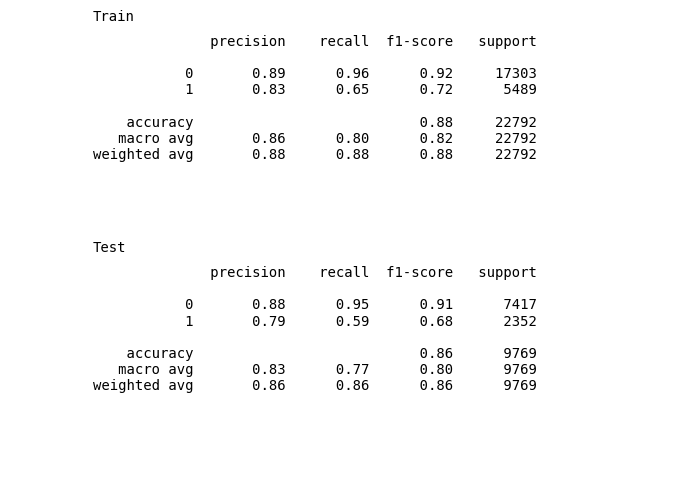 Train
precision recall f1-score support
0 0.89 0.96 0.92 17303
1 0.83 0.65 0.72 5489
accuracy 0.88 22792
macro avg 0.86 0.80 0.82 22792
weighted avg 0.88 0.88 0.88 22792
Test
precision recall f1-score support
0 0.88 0.95 0.91 7417
1 0.79 0.59 0.68 2352
accuracy 0.86 9769
macro avg 0.83 0.77 0.80 9769
weighted avg 0.86 0.86 0.86 9769